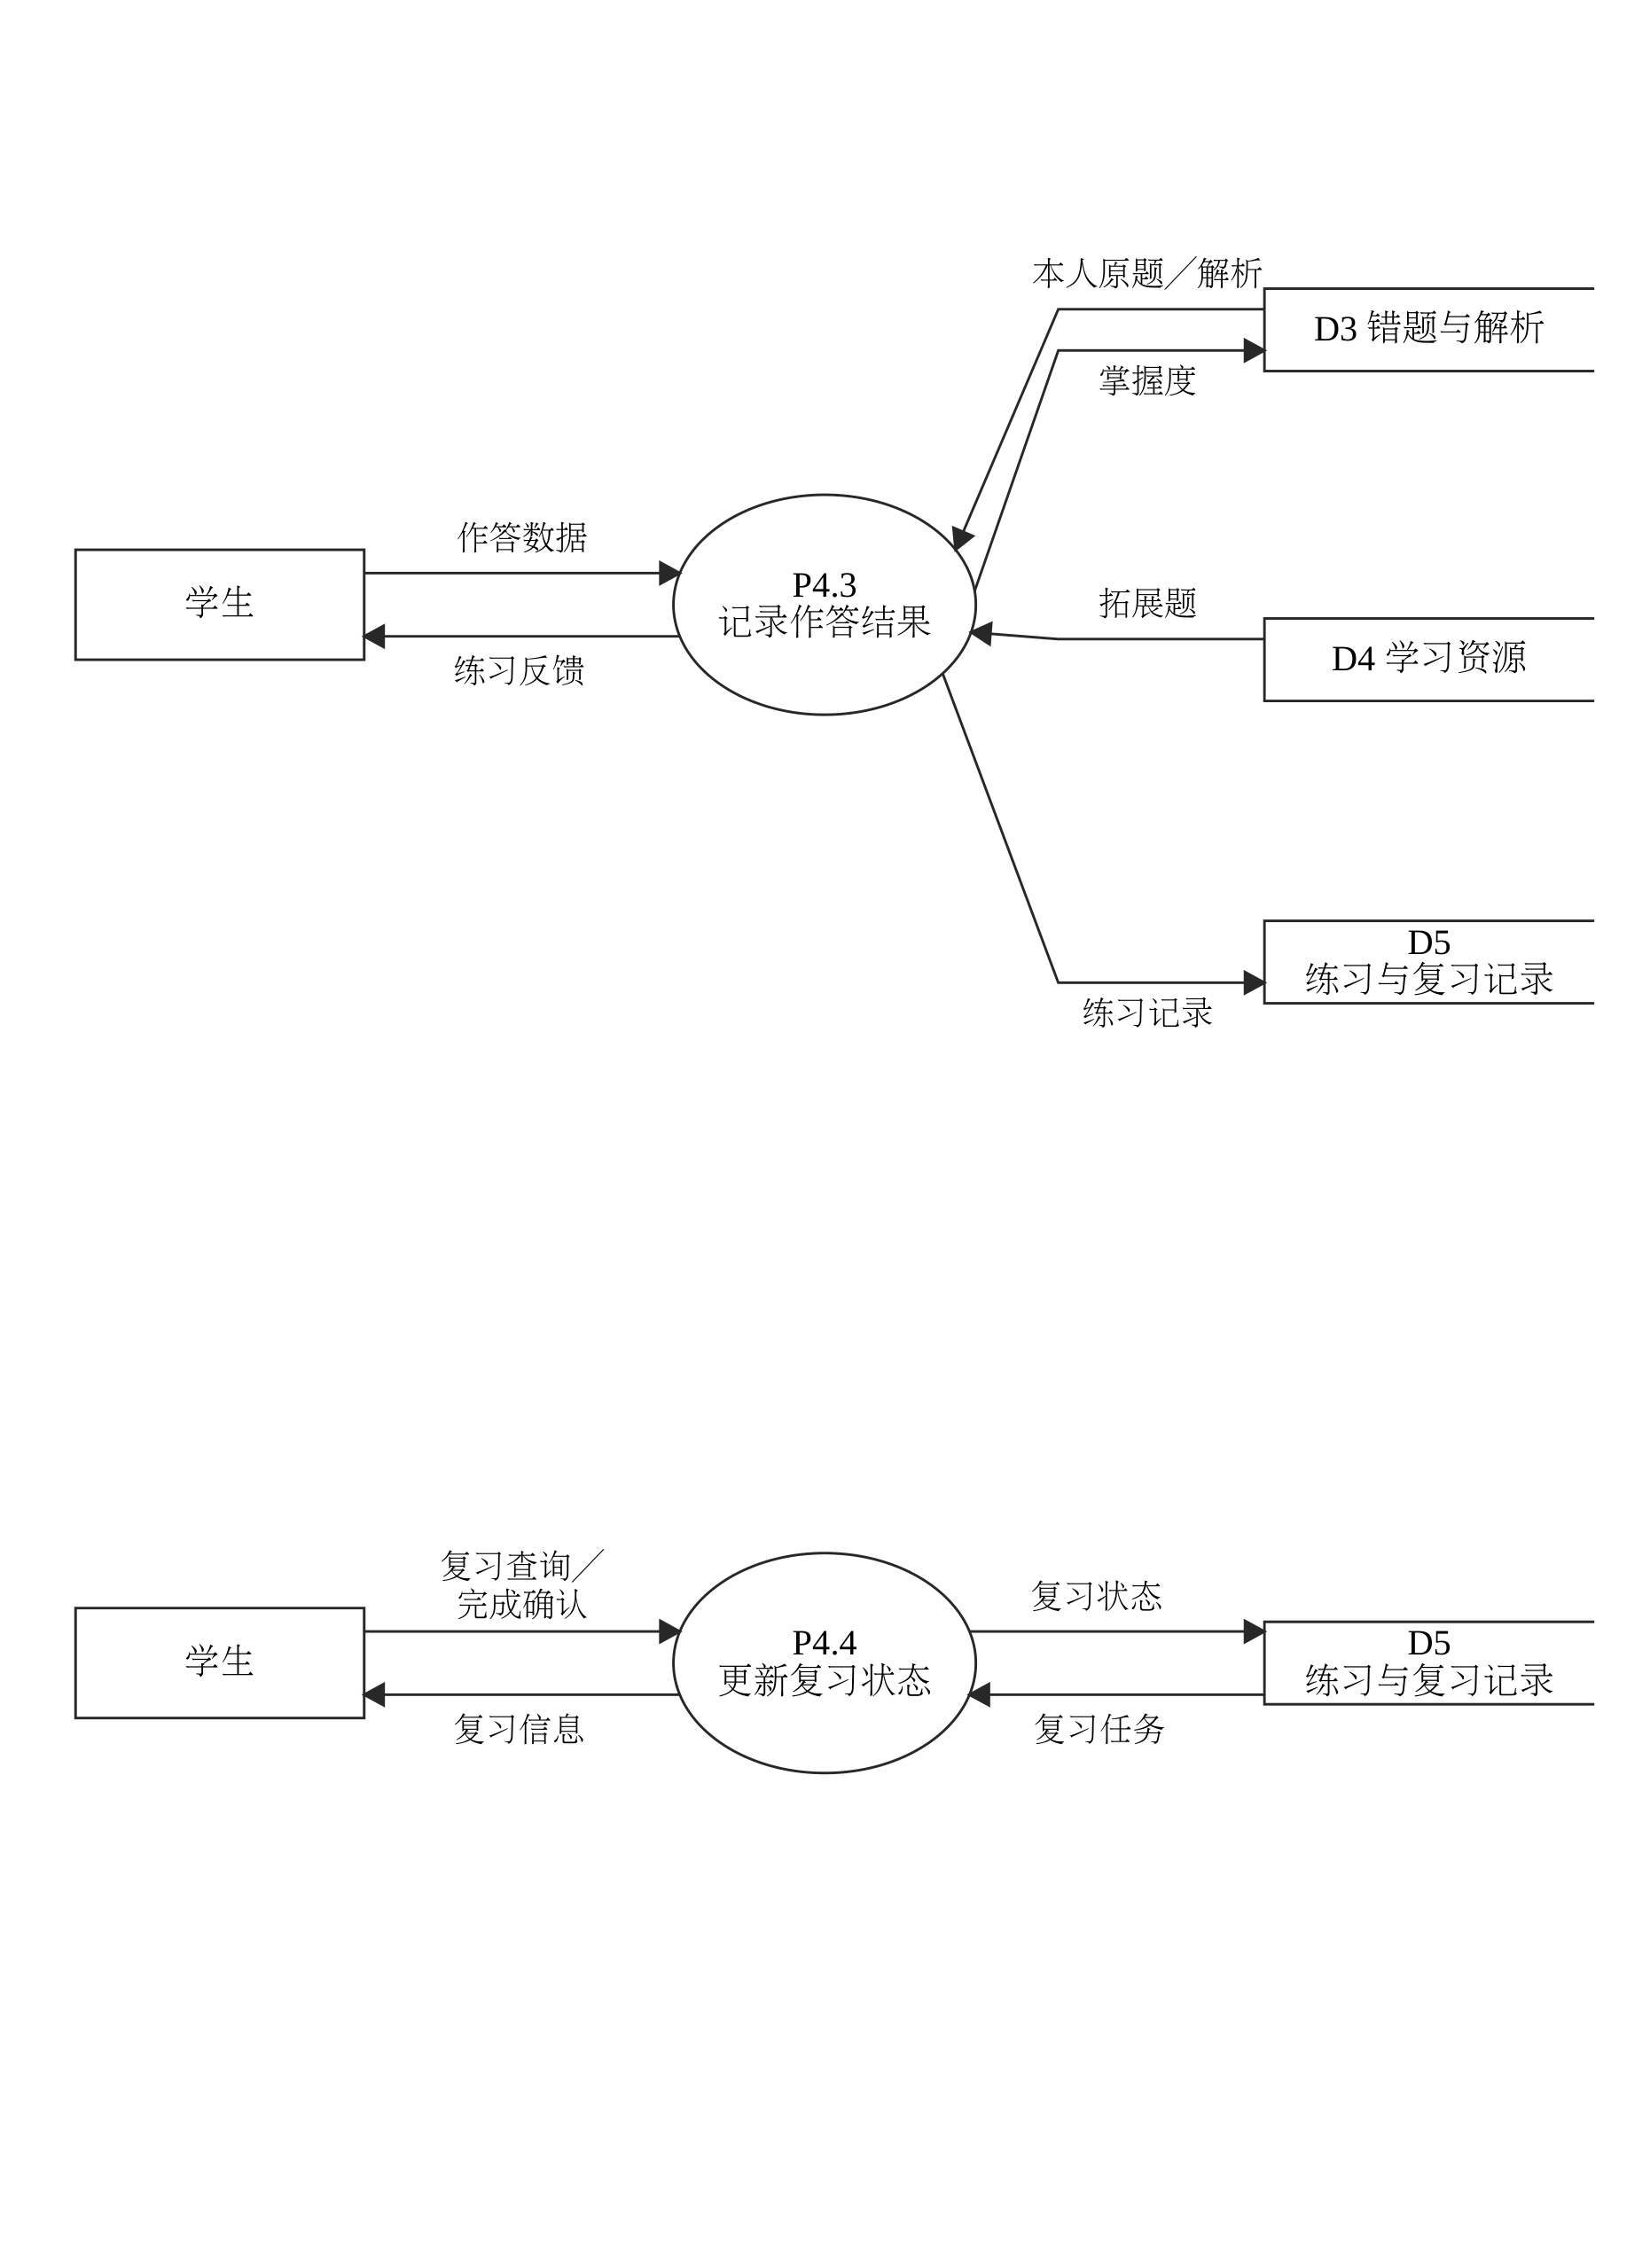 本人原题／解析
D3 错题与解析
掌握度
作答数据
学生
P4.3
记录作答结果
拓展题
D4 学习资源
练习反馈
D5
练习与复习记录
练习记录
复习查询／
完成确认
复习状态
学生
P4.4
更新复习状态
D5
练习与复习记录
复习信息
复习任务